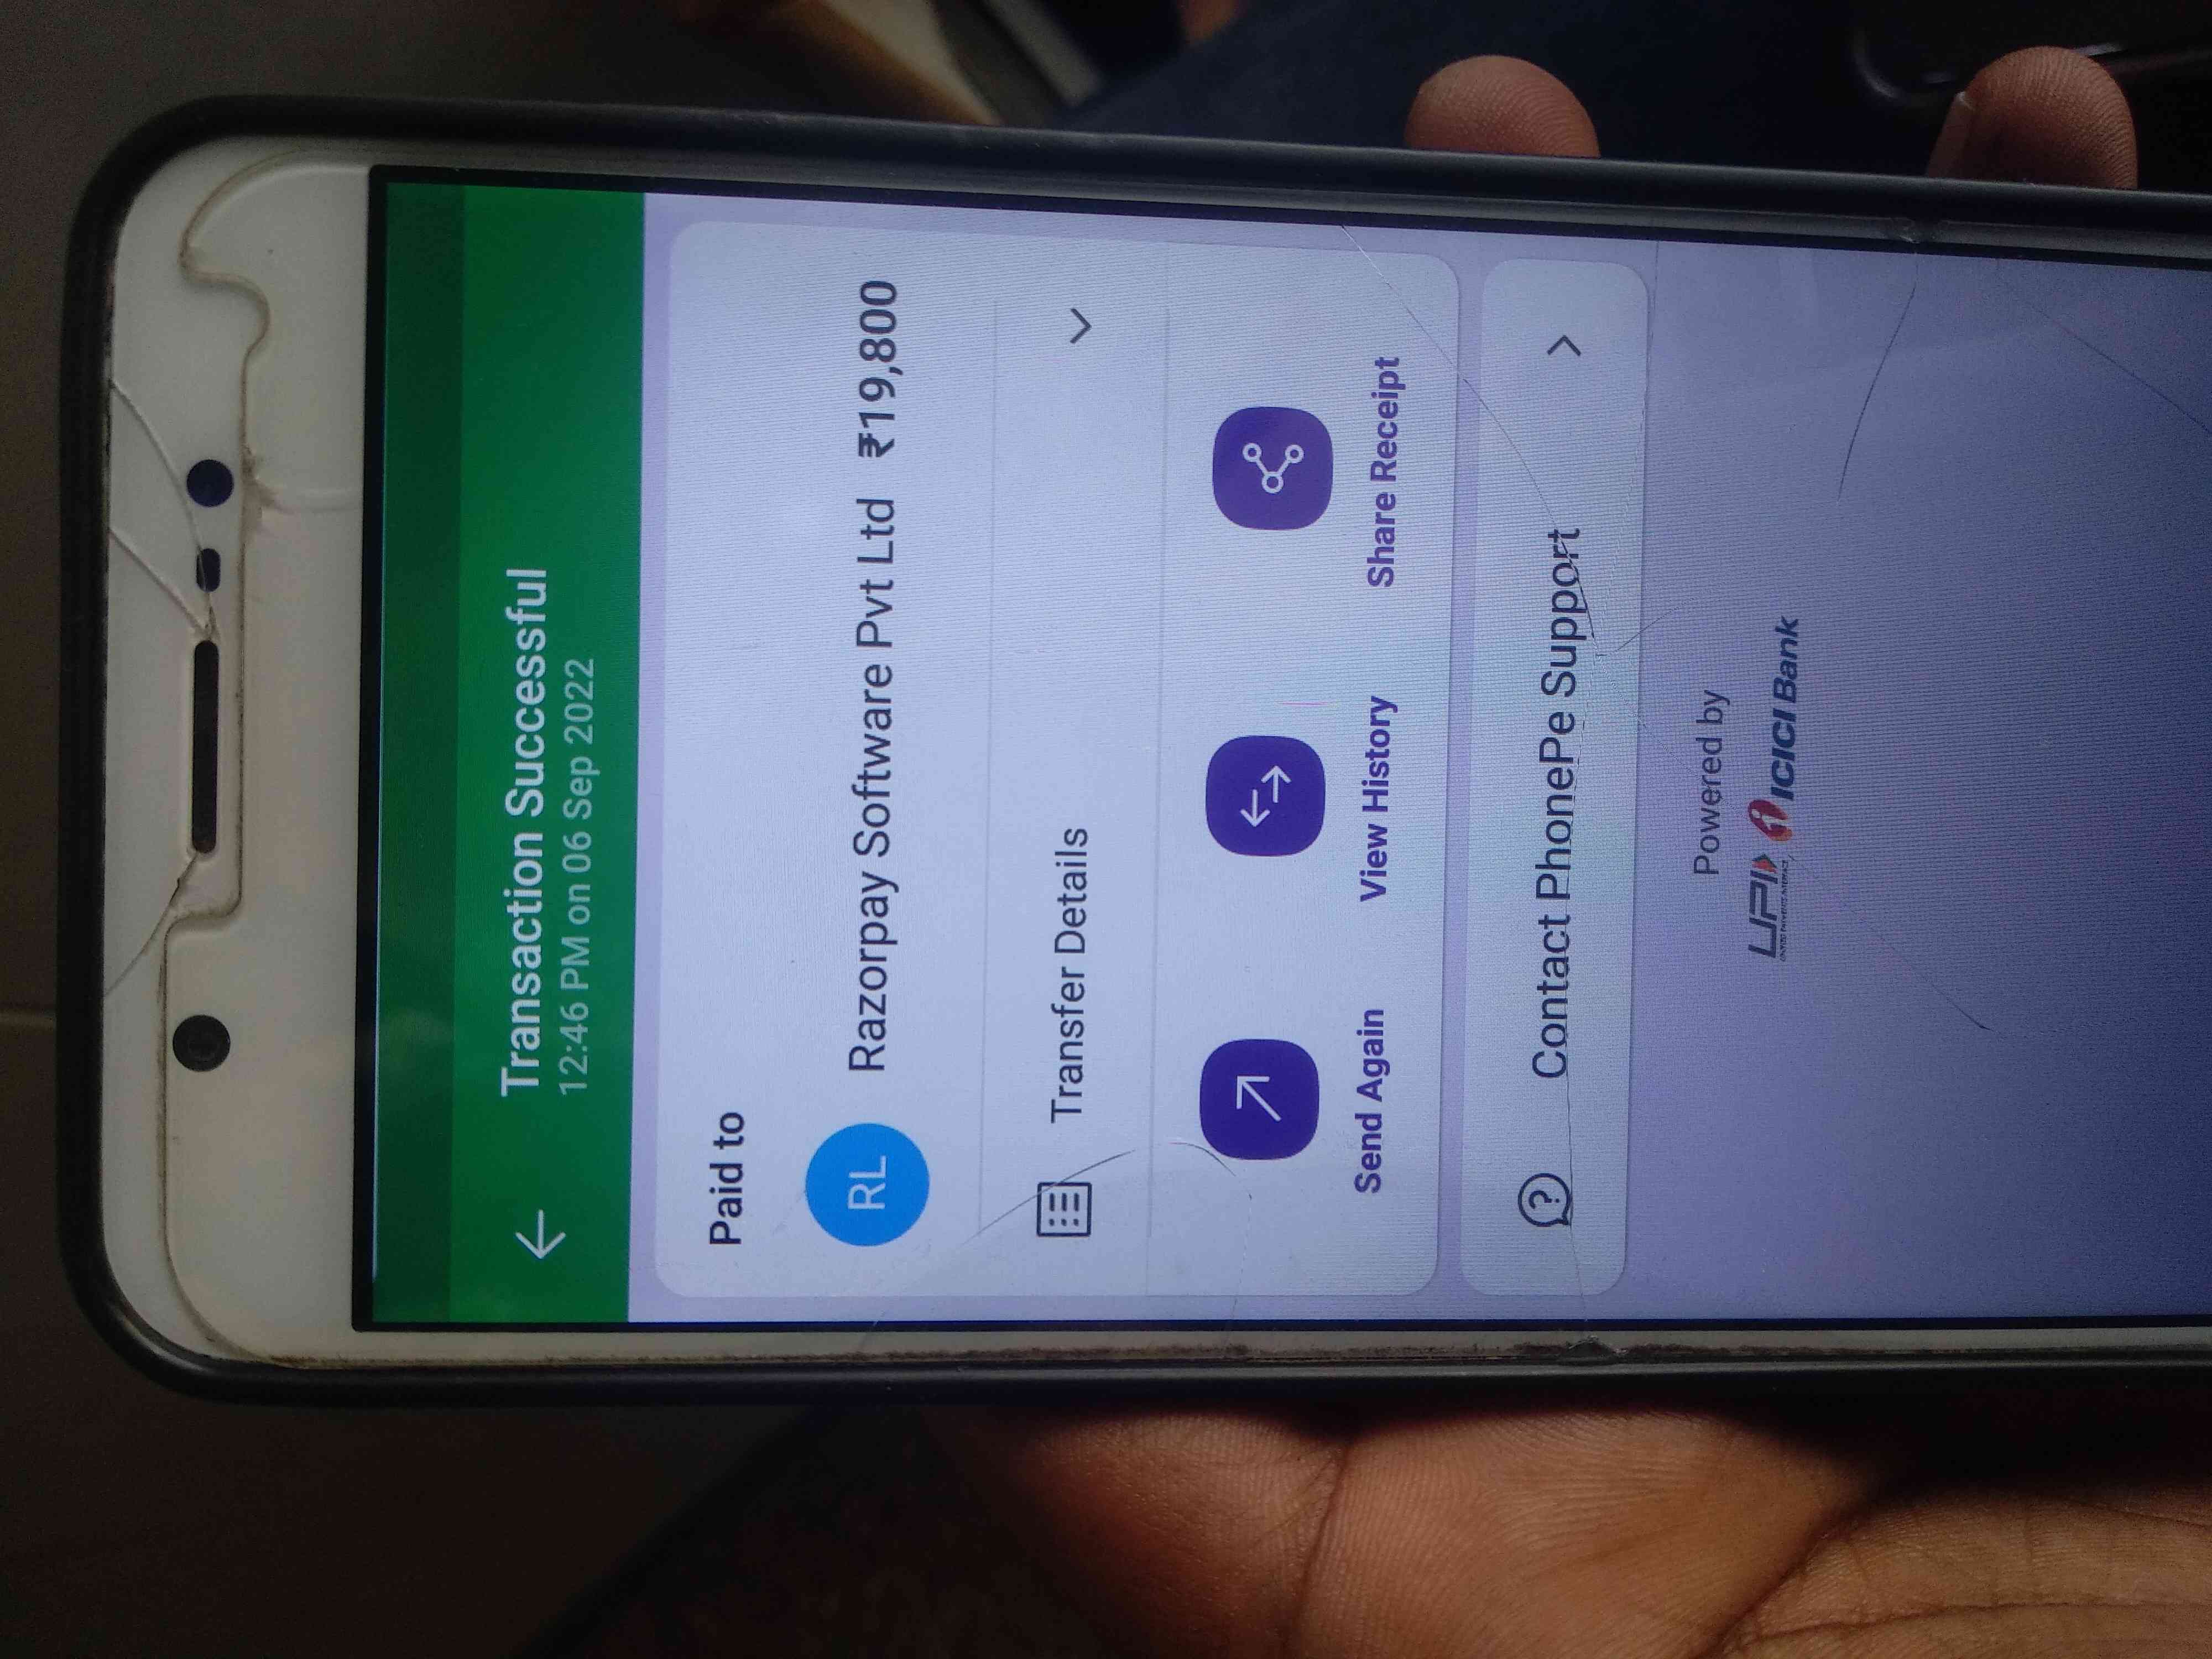 Transaction Successful
12:46 PM on 06 Sep 2022
Paid to
RL
Razorpay Software Pvt Ltd ₹19,800
Transfer Details
Send Again
View History
Share Receipt
Contact PhonePe Support
Powered by
UPI
ICICI Bank